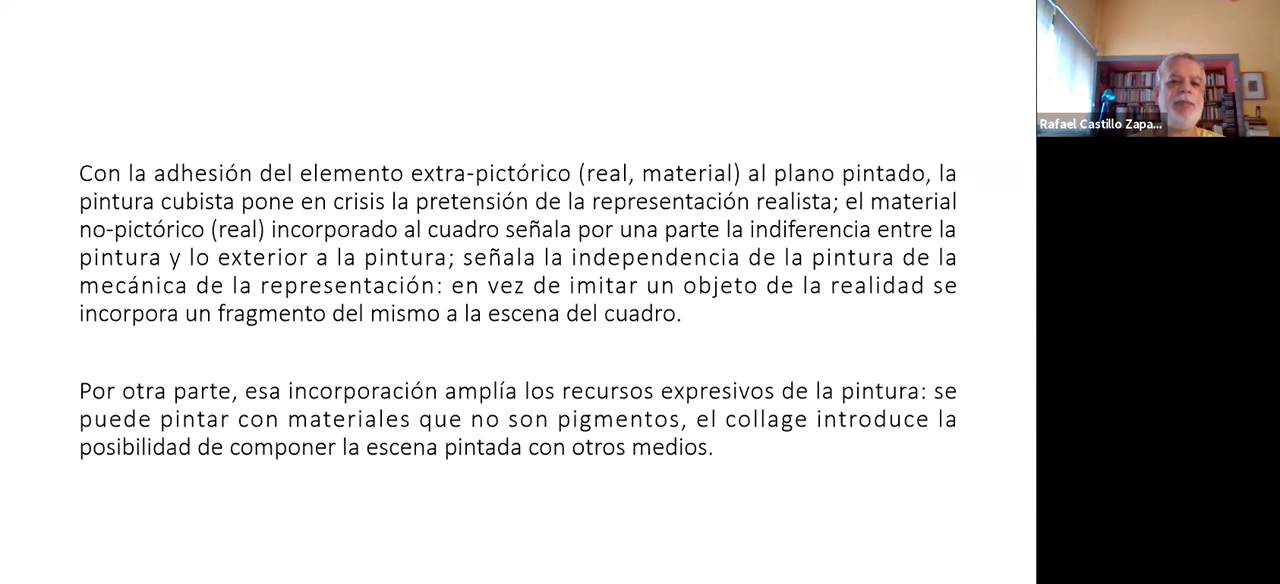 Con la adhesión del elemento extra-pictórico (real, material) al plano pintado, la
pintura cubista pone en crisis la pretensión de la representación realista; el material
no-pictórico (real) incorporado al cuadro señala por una parte la indiferencia entre la
pintura y lo exterior a la pintura; señala la independencia de la pintura de la
mecánica de la representación: en vez de imitar un objeto de la realidad se
incorpora un fragmento del mismo a la escena del cuadro.
Por otra parte, esa incorporación amplía los recursos expresivos de la pintura: se
puede pintar con materiales que no son pigmentos, el collage introduce la
posibilidad de componer la escena pintada con otros medios.
Rafael Castillo Zapa...